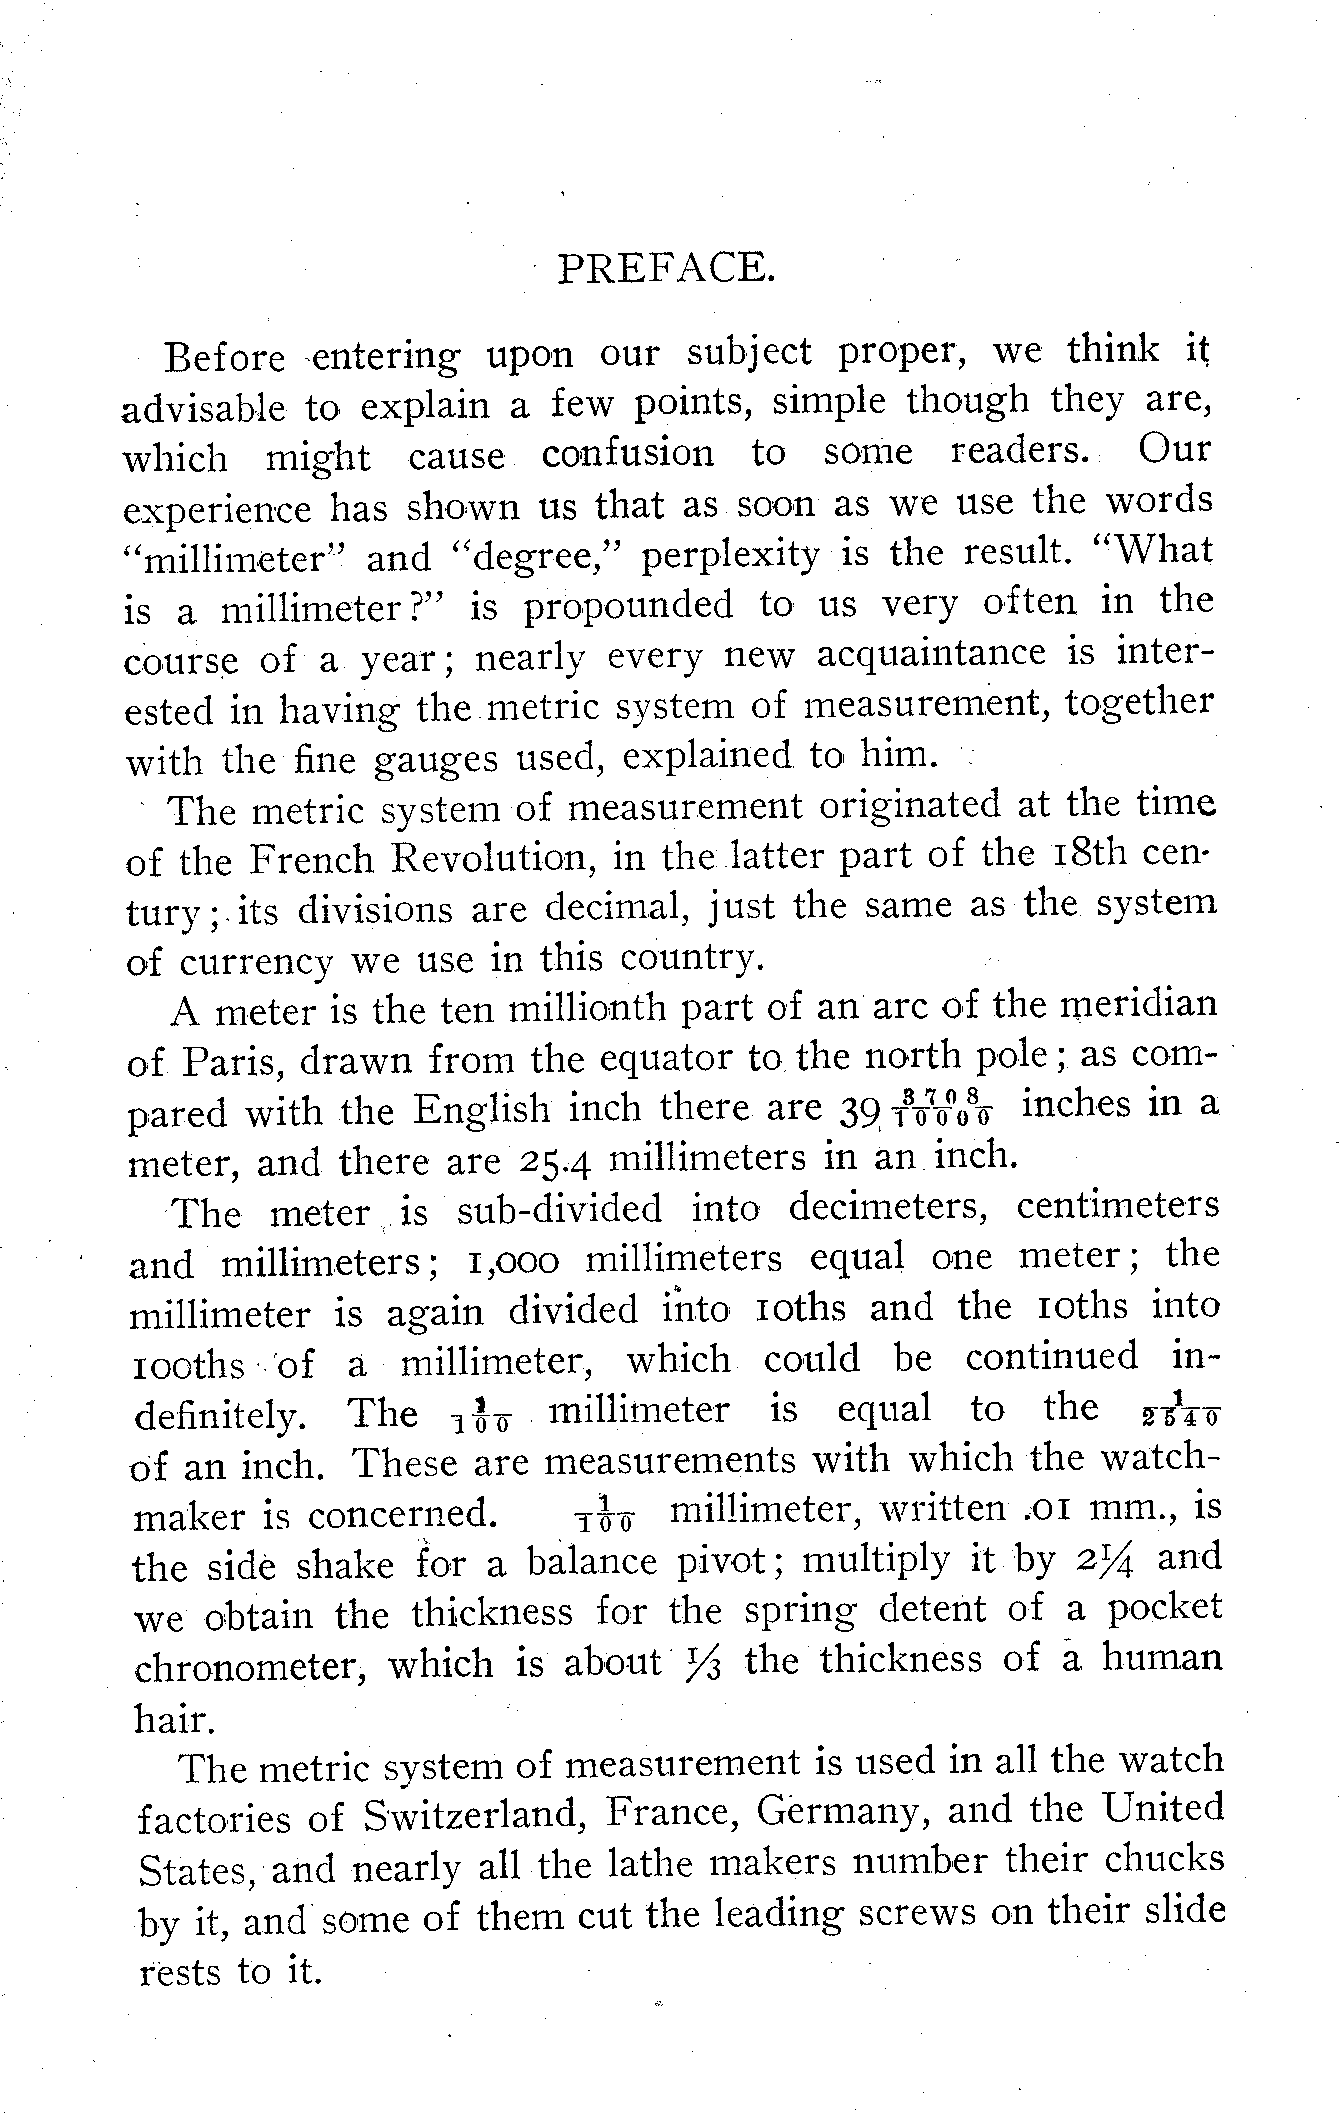 PREFACE.
Before entering upon our subject proper, we think it
advisable to explain a few points, simple though they are,
which might cause confusion to some readers. Our
experience has shown us that as soon as we use the words
“millimeter” and “degree,” perplexity is the result. “What
is a millimeter?” is propounded to us very often in the
course of a year; nearly every new acquaintance is inter-
ested in having the metric system of measurement, together
with the fine gauges used, explained to him.
The metric system of measurement originated at the time
of the French Revolution, in the latter part of the 18th cen-
tury; its divisions are decimal, just the same as the system
of currency we use in this country.
A meter is the ten millionth part of an arc of the meridian
of Paris, drawn from the equator to the north pole; as com-
pared with the English inch there are 39 3708/10000 inches in a
meter, and there are 25.4 millimeters in an inch.
The meter is sub-divided into decimeters, centimeters
and millimeters; 1,000 millimeters equal one meter; the
millimeter is again divided into 10ths and the 10ths into
100ths of a millimeter, which could be continued in-
definitely. The 1/100 millimeter is equal to the 1/2540
of an inch. These are measurements with which the watch-
maker is concerned. 1/100 millimeter, written .01 mm., is
the side shake for a balance pivot; multiply it by 2¼ and
we obtain the thickness for the spring detent of a pocket
chronometer, which is about ⅓ the thickness of a human
hair.
The metric system of measurement is used in all the watch
factories of Switzerland, France, Germany, and the United
States, and nearly all the lathe makers number their chucks
by it, and some of them cut the leading screws on their slide
rests to it.